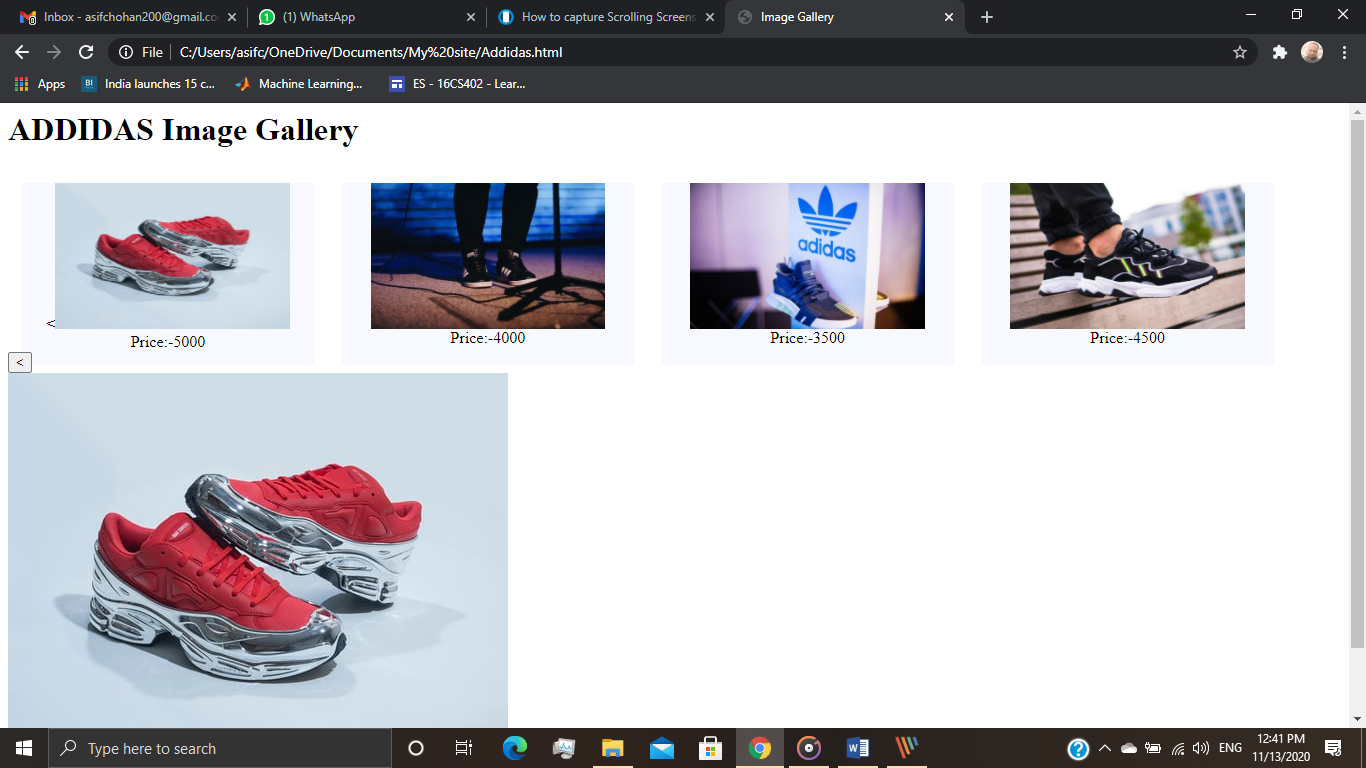 Inbox - asifchohan200@gmail.co
(1) WhatsApp
How to capture Scrolling Screens
Image Gallery
File
C:/Users/asifc/OneDrive/Documents/My%20site/Addidas.html
Apps
BI
India launches 15 c...
Machine Learning...
ES - 16CS402 - Lear...
ADDIDAS Image Gallery
adidas
<
Price:-5000
Price:-4000
Price:-3500
Price:-4500
<
Type here to search
ENG
12:41 PM
11/13/2020